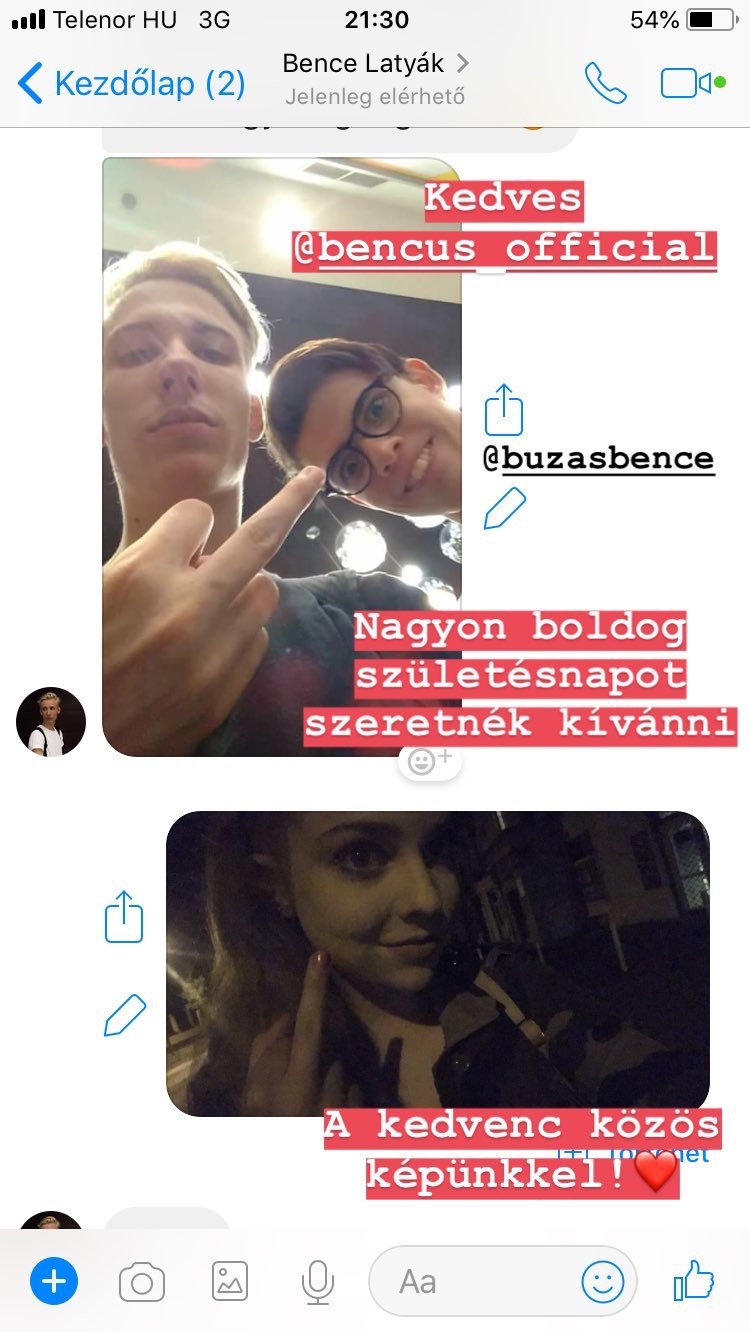 Telenor HU 3G 21:30 54%
Kezdőlap (2) Bence Latyák
Jelenleg elérhető
Kedves
@bencus_official
@buzasbence
Nagyon boldog
születésnapot
szeretnék kívánni
A kedvenc közös
képünkkel!❤️
Aa